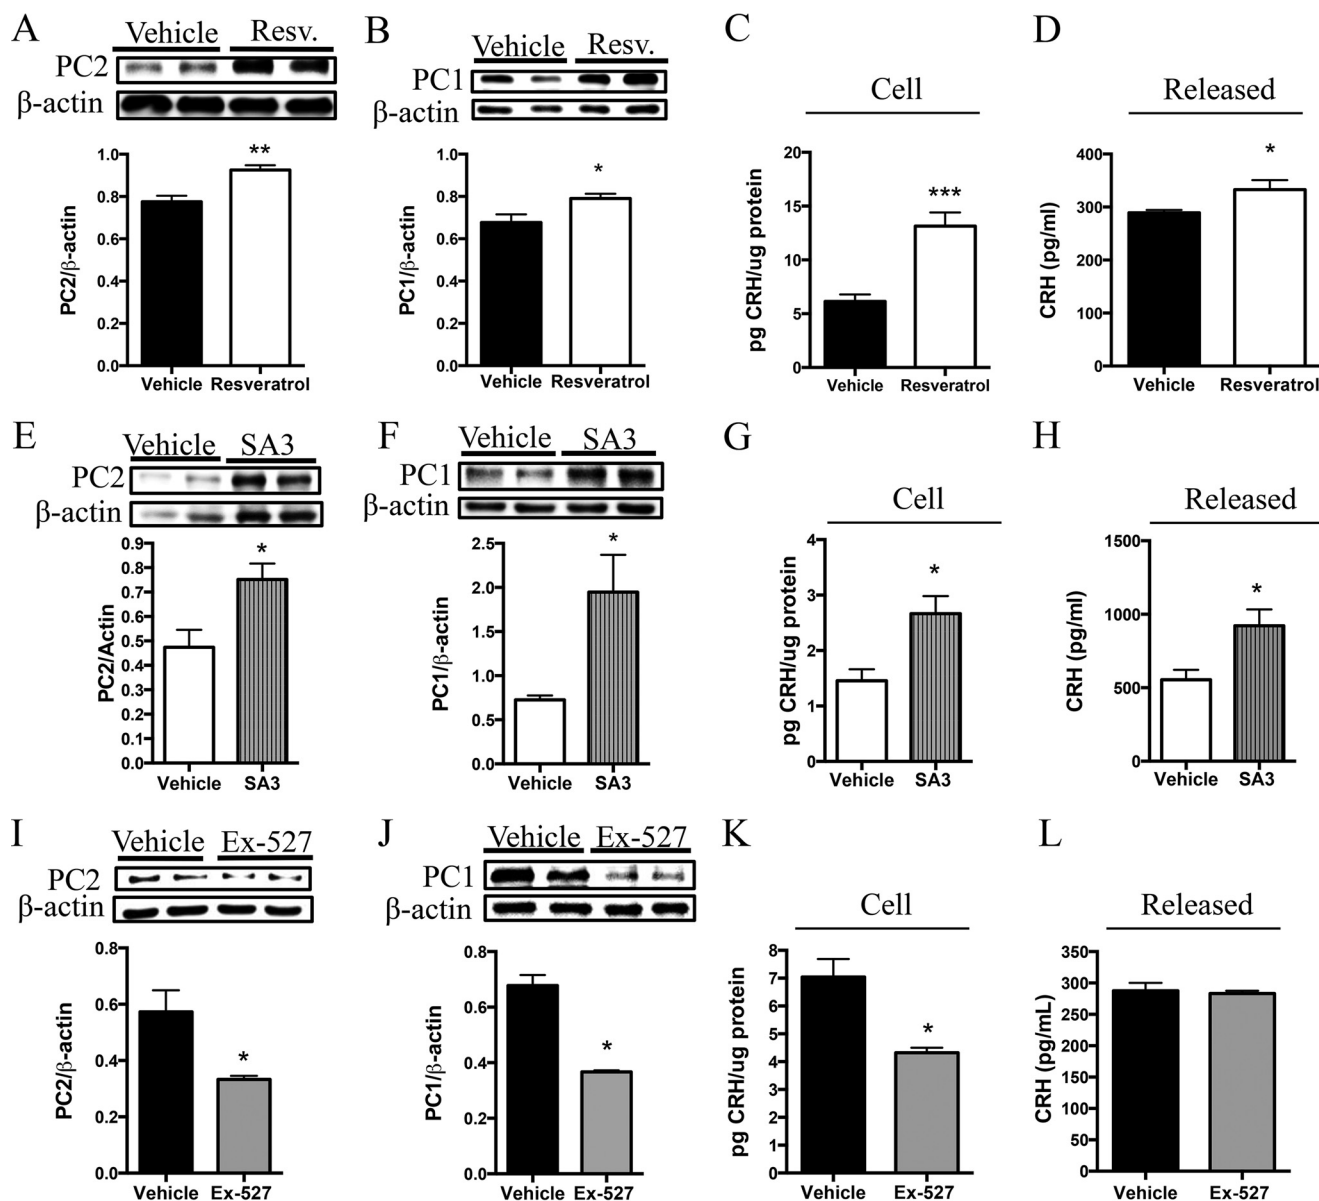 A
Vehicle Resv.
PC2
β-actin
1.0
0.8
0.6
0.4
0.2
0.0
PC2/β-actin
**
Vehicle Resveratrol
B
Vehicle Resv.
PC1
β-actin
1.0
0.8
0.6
0.4
0.2
0.0
PC1/β-actin
*
Vehicle Resveratrol
C
Cell
20
15
10
5
0
pg CRH/ug protein
***
Vehicle Resveratrol
D
Released
400
300
200
100
0
CRH (pg/ml)
*
Vehicle Resveratrol
E
Vehicle SA3
PC2
β-actin
0.9
0.8
0.7
0.6
0.5
0.4
0.3
0.2
0.1
0.0
PC2/Actin
*
Vehicle SA3
F
Vehicle SA3
PC1
β-actin
2.5
2.0
1.5
1.0
0.5
0.0
PC1/β-actin
*
Vehicle SA3
G
Cell
4
3
2
1
0
pg CRH/ug protein
*
Vehicle SA3
H
Released
1500
1000
500
0
CRH (pg/ml)
*
Vehicle SA3
I
Vehicle Ex-527
PC2
β-actin
0.8
0.6
0.4
0.2
0.0
PC2/β-actin
*
Vehicle Ex-527
J
Vehicle Ex-527
PC1
β-actin
0.8
0.6
0.4
0.2
0.0
PC1/β-actin
*
Vehicle Ex-527
K
Cell
8
7
6
5
4
3
2
1
0
pg CRH/ug protein
*
Vehicle Ex-527
L
Released
350
300
250
200
150
100
50
0
CRH (pg/mL)
Vehicle Ex-527